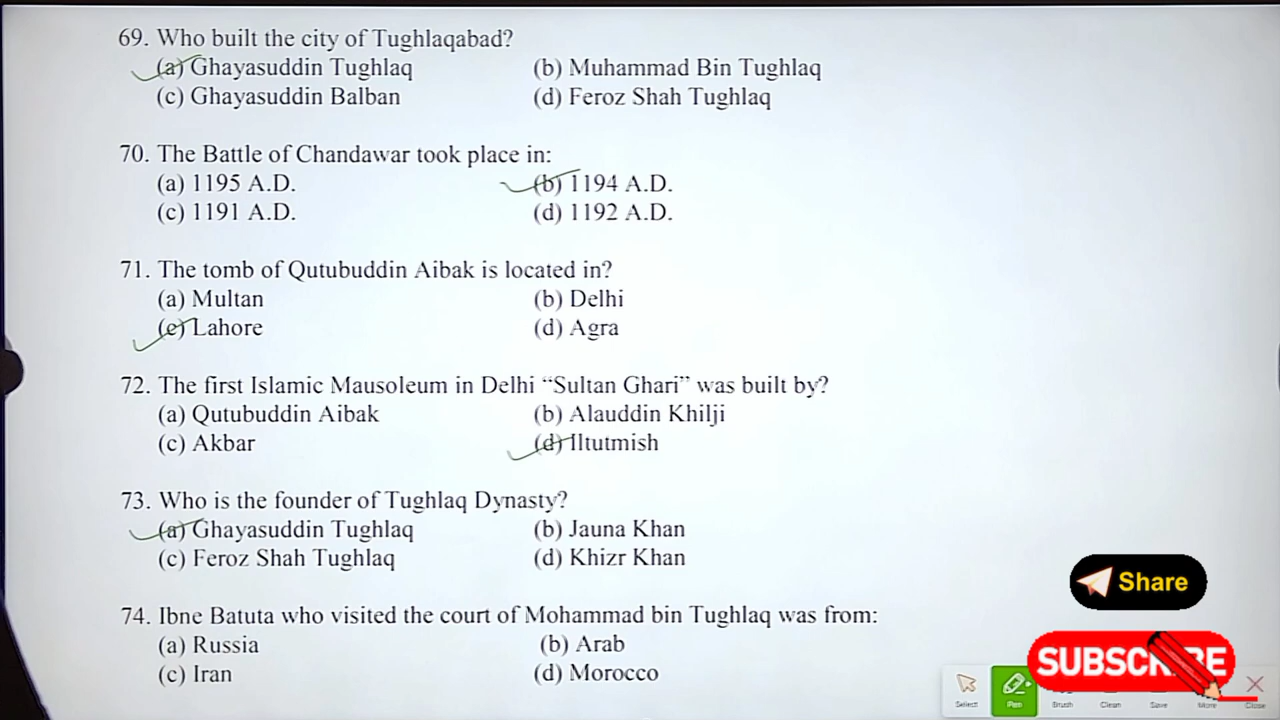 69. Who built the city of Tughlaqabad?
(a) Ghayasuddin Tughlaq (b) Muhammad Bin Tughlaq
(c) Ghayasuddin Balban (d) Feroz Shah Tughlaq
70. The Battle of Chandawar took place in:
(a) 1195 A.D. (b) 1194 A.D.
(c) 1191 A.D. (d) 1192 A.D.
71. The tomb of Qutubuddin Aibak is located in?
(a) Multan (b) Delhi
(c) Lahore (d) Agra
72. The first Islamic Mausoleum in Delhi “Sultan Ghari” was built by?
(a) Qutubuddin Aibak (b) Alauddin Khilji
(c) Akbar (d) Iltutmish
73. Who is the founder of Tughlaq Dynasty?
(a) Ghayasuddin Tughlaq (b) Jauna Khan
(c) Feroz Shah Tughlaq (d) Khizr Khan
74. Ibne Batuta who visited the court of Mohammad bin Tughlaq was from:
(a) Russia (b) Arab
(c) Iran (d) Morocco
Share
SUBSCRIBE
Select Pen Brush Clean Save More Close